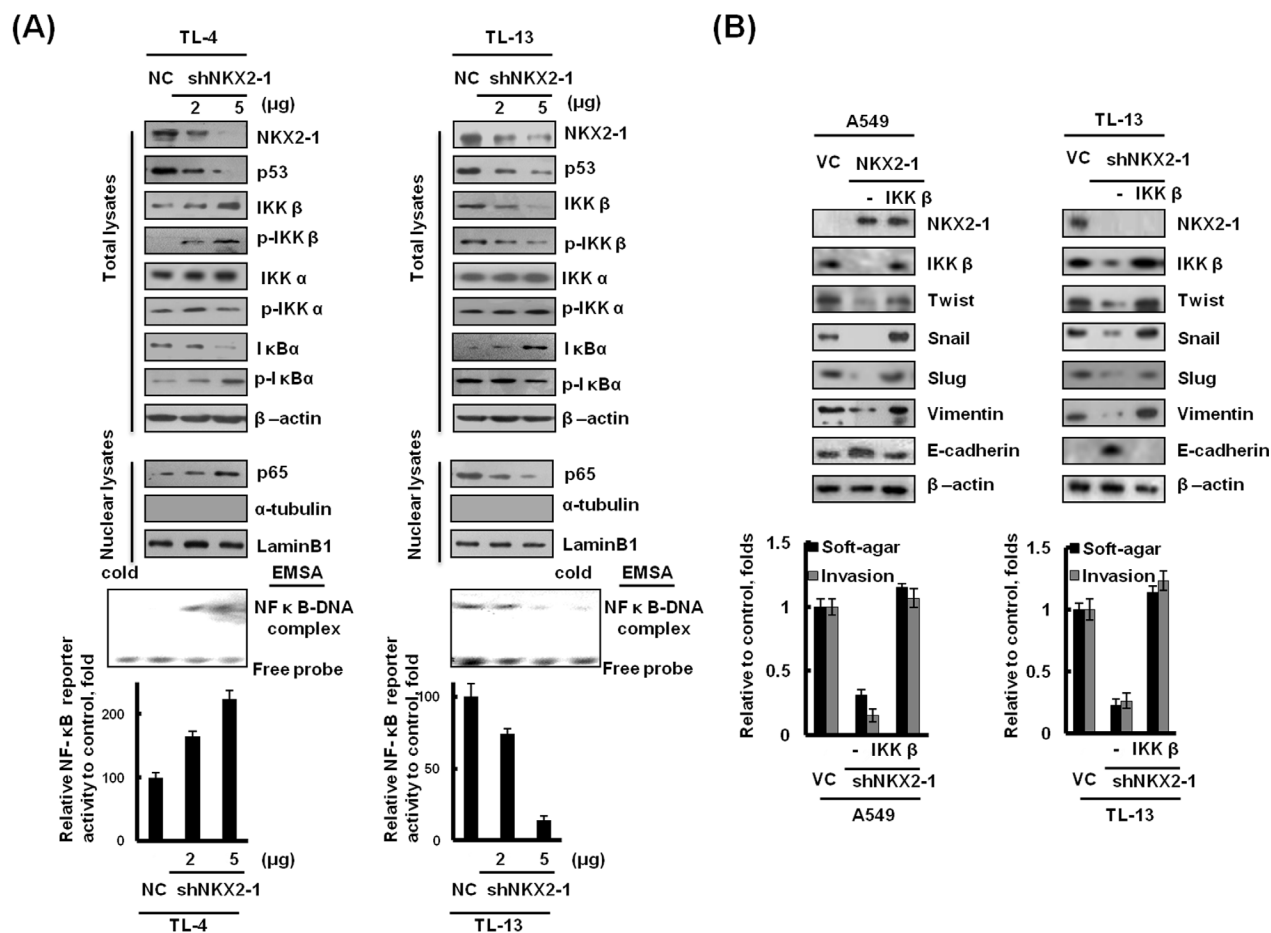 (A)
TL-4
NC shNKX2-1
2 5 (μg)
Total lysates
NKX2-1
p53
IKK β
p-IKK β
IKK α
p-IKK α
I κBα
p-I κBα
β –actin
Nuclear lysates
p65
α-tubulin
LaminB1
cold EMSA
NF κ B-DNA
complex
Free probe
Relative NF-κB reporter
activity to control, fold
200
100
0
2 5 (μg)
NC shNKX2-1
TL-4
TL-13
NC shNKX2-1
2 5 (μg)
Total lysates
NKX2-1
p53
IKK β
p-IKK β
IKK α
p-IKK α
I κBα
p-I κBα
β –actin
Nuclear lysates
p65
α-tubulin
LaminB1
cold EMSA
NF κ B-DNA
complex
Free probe
Relative NF-κB reporter
activity to control, fold
100
50
0
2 5 (μg)
NC shNKX2-1
TL-13
(B)
A549
VC NKX2-1
- IKK β
NKX2-1
IKK β
Twist
Snail
Slug
Vimentin
E-cadherin
β –actin
Relative to control, folds
1.5
1
0.5
0
Soft-agar
Invasion
- IKK β
VC shNKX2-1
A549
TL-13
VC shNKX2-1
- IKK β
NKX2-1
IKK β
Twist
Snail
Slug
Vimentin
E-cadherin
β –actin
Relative to control, folds
1.5
1
0.5
0
Soft-agar
Invasion
- IKK β
VC shNKX2-1
TL-13